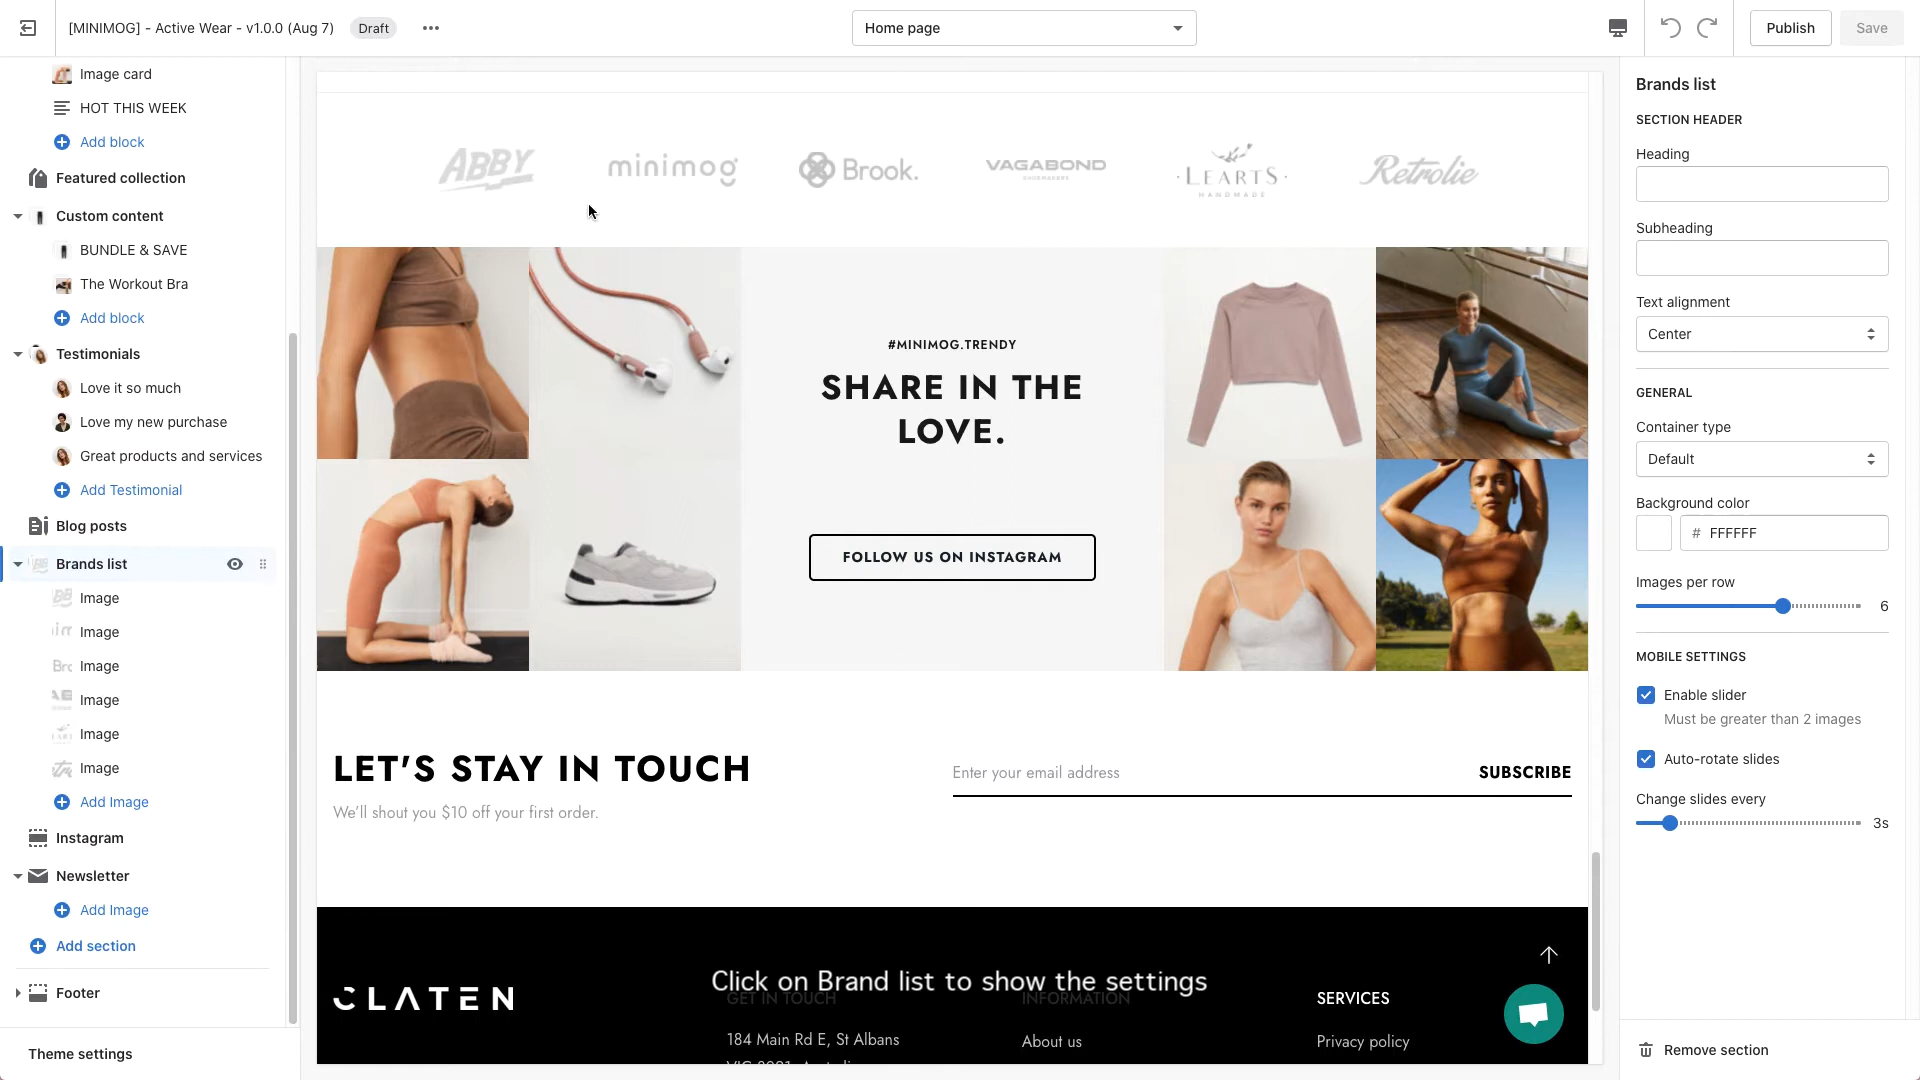 [MINIMOG] - Active Wear - v1.0.0 (Aug 7)
Draft
Home page
Publish
Save
Image card
HOT THIS WEEK
Add block
Featured collection
Custom content
BUNDLE & SAVE
The Workout Bra
Add block
Testimonials
Love it so much
Love my new purchase
Great products and services
Add Testimonial
Blog posts
Brands list
Image
Image
Image
Image
Image
Image
Add Image
Instagram
Newsletter
Add Image
Add section
Footer
Theme settings
ABBY
minimog
Brook.
VAGABOND
SHOEMAKERS
LEARTS
HANDMADE
Retrolie
#MINIMOG.TRENDY
SHARE IN THE
LOVE.
FOLLOW US ON INSTAGRAM
LET'S STAY IN TOUCH
We'll shout you $10 off your first order.
Enter your email address
SUBSCRIBE
Click on Brand list to show the settings
CLATEN
GET IN TOUCH
184 Main Rd E, St Albans
INFORMATION
About us
SERVICES
Privacy policy
Brands list
SECTION HEADER
Heading
Subheading
Text alignment
Center
GENERAL
Container type
Default
Background color
# FFFFFF
Images per row
6
MOBILE SETTINGS
Enable slider
Must be greater than 2 images
Auto-rotate slides
Change slides every
3s
Remove section